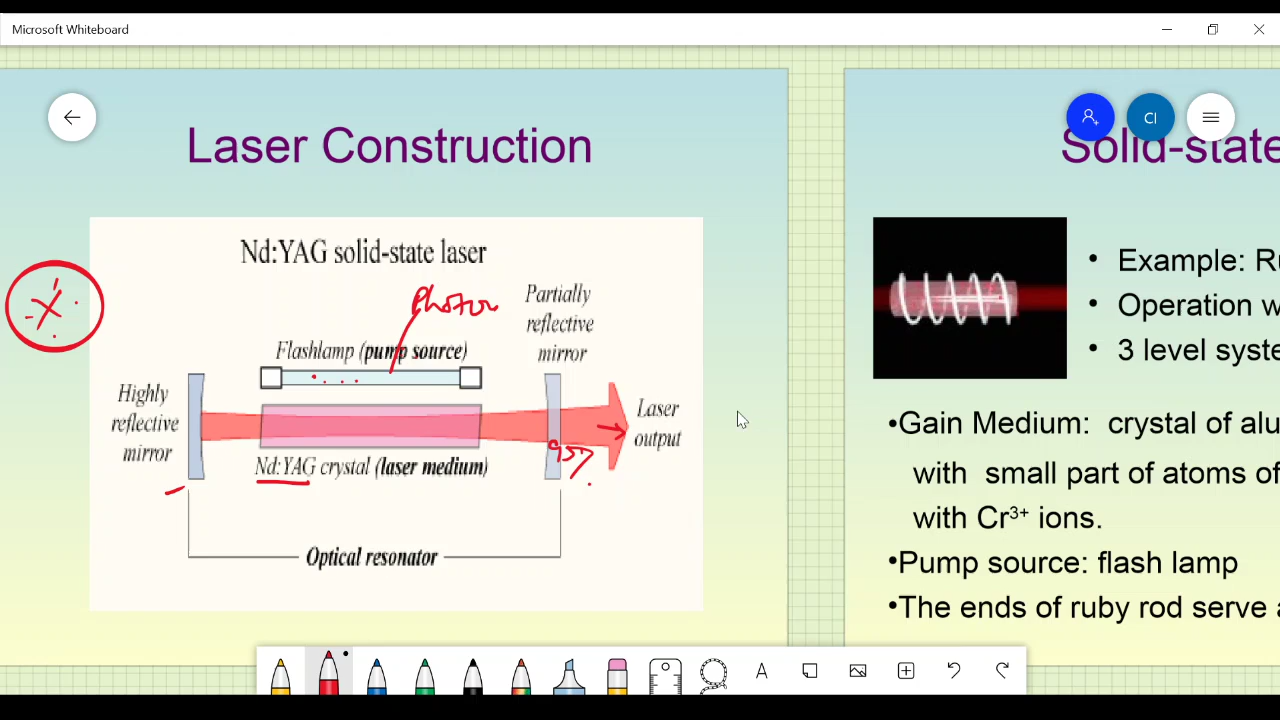 Microsoft Whiteboard
CI
Laser Construction
Nd:YAG solid-state laser
Photon
Partially
reflective
mirror
Flashlamp (pump source)
Highly
reflective
mirror
Laser
output
95%
Nd:YAG crystal (laser medium)
Optical resonator
Solid-state
• Example: Ru
• Operation w
• 3 level syste
•Gain Medium: crystal of alu
with small part of atoms of
with Cr³⁺ ions.
•Pump source: flash lamp
•The ends of ruby rod serve a
A